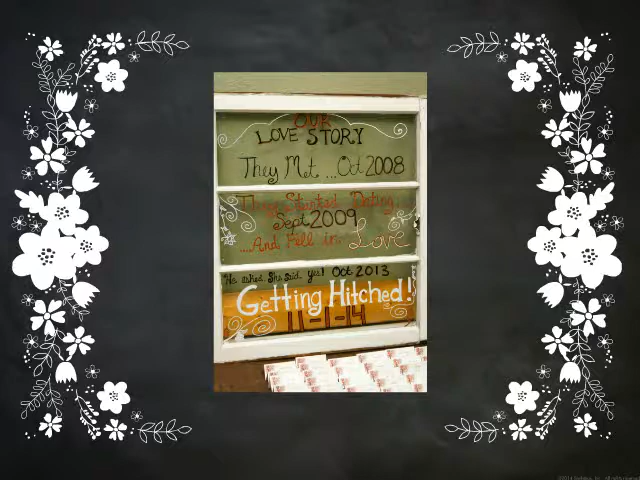 OUR
LOVE STORY
They Met ... Oct 2008
They Started Dating
Sept 2009
....And Fell in Love
He asked. She said, yes! Oct 2013
Getting Hitched!
11-1-14